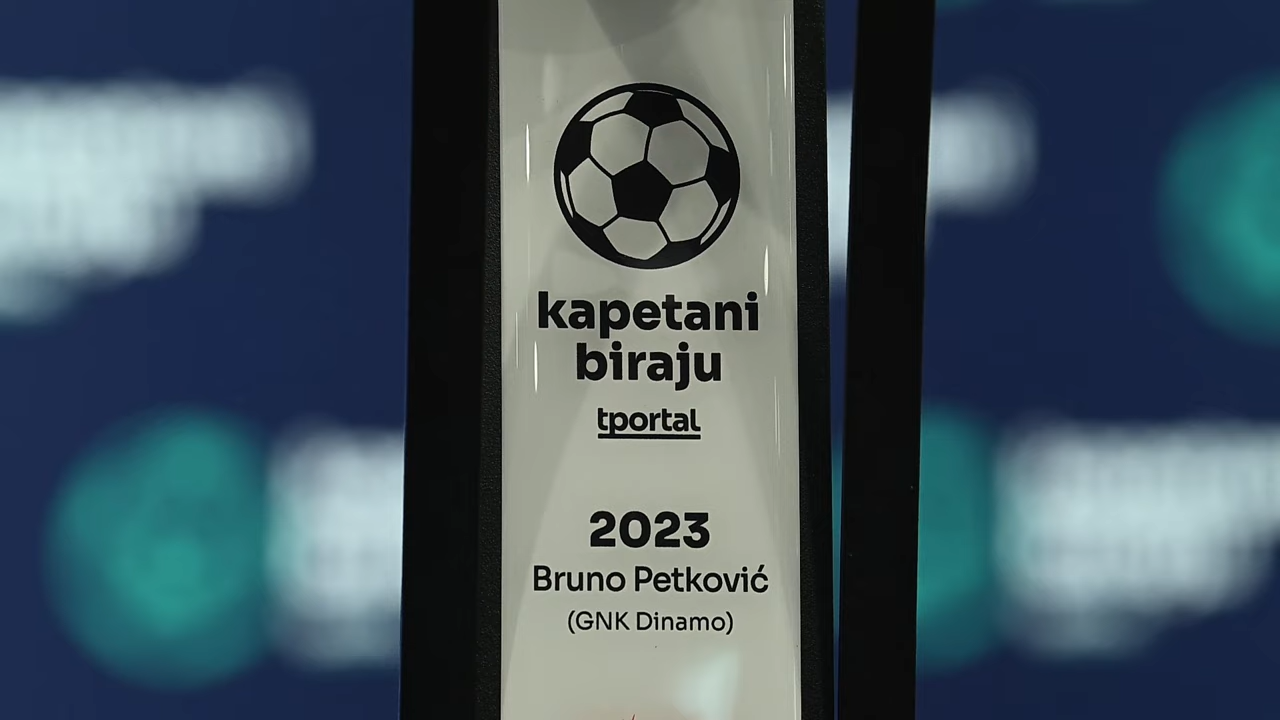 kapetani
biraju
tportal
2023
Bruno Petković
(GNK Dinamo)